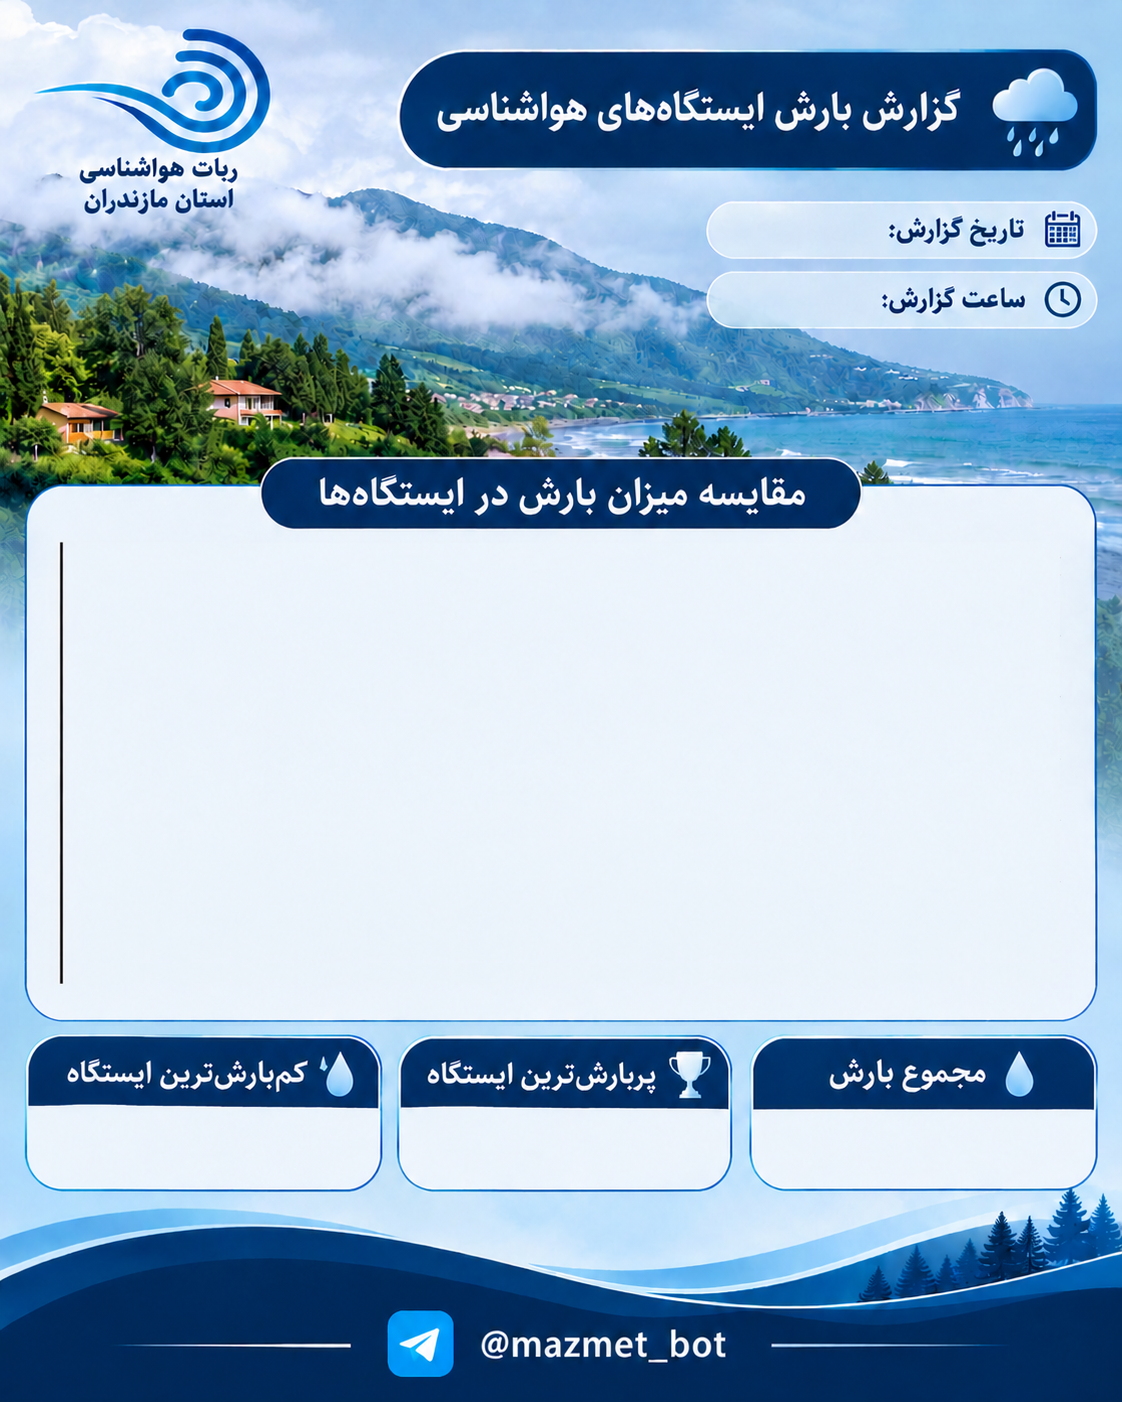 گزارش بارش ایستگاه‌های هواشناسی
ربات هواشناسی
استان مازندران
تاریخ گزارش:
ساعت گزارش:
مقایسه میزان بارش در ایستگاه‌ها
مجموع بارش
پربارش‌ترین ایستگاه
کم‌بارش‌ترین ایستگاه
@mazmet_bot